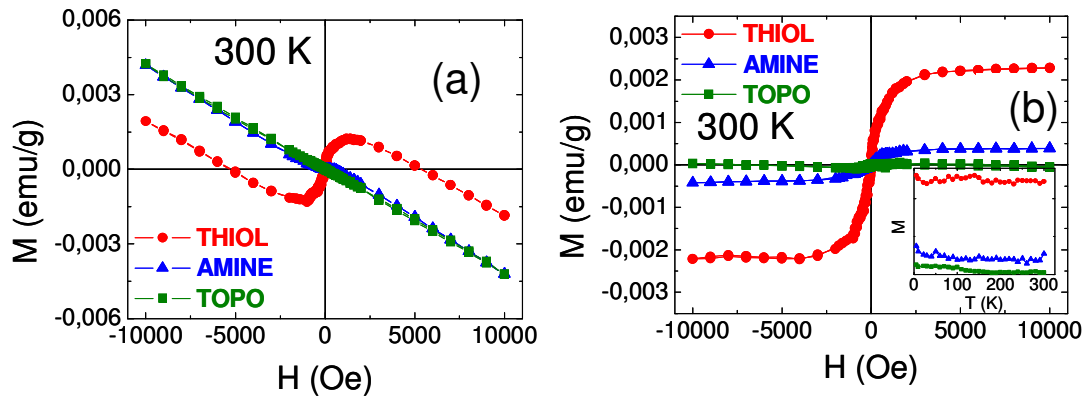 0,006
0,003
0,000
-0,003
-0,006
M (emu/g)
300 K
(a)
THIOL
AMINE
TOPO
-10000 -5000 0 5000 10000
H (Oe)
0,003
0,002
0,001
0,000
-0,001
-0,002
-0,003
M (emu/g)
THIOL
AMINE
TOPO
300 K
(b)
M
0 100 200 300
T (K)
-10000 -5000 0 5000 10000
H (Oe)